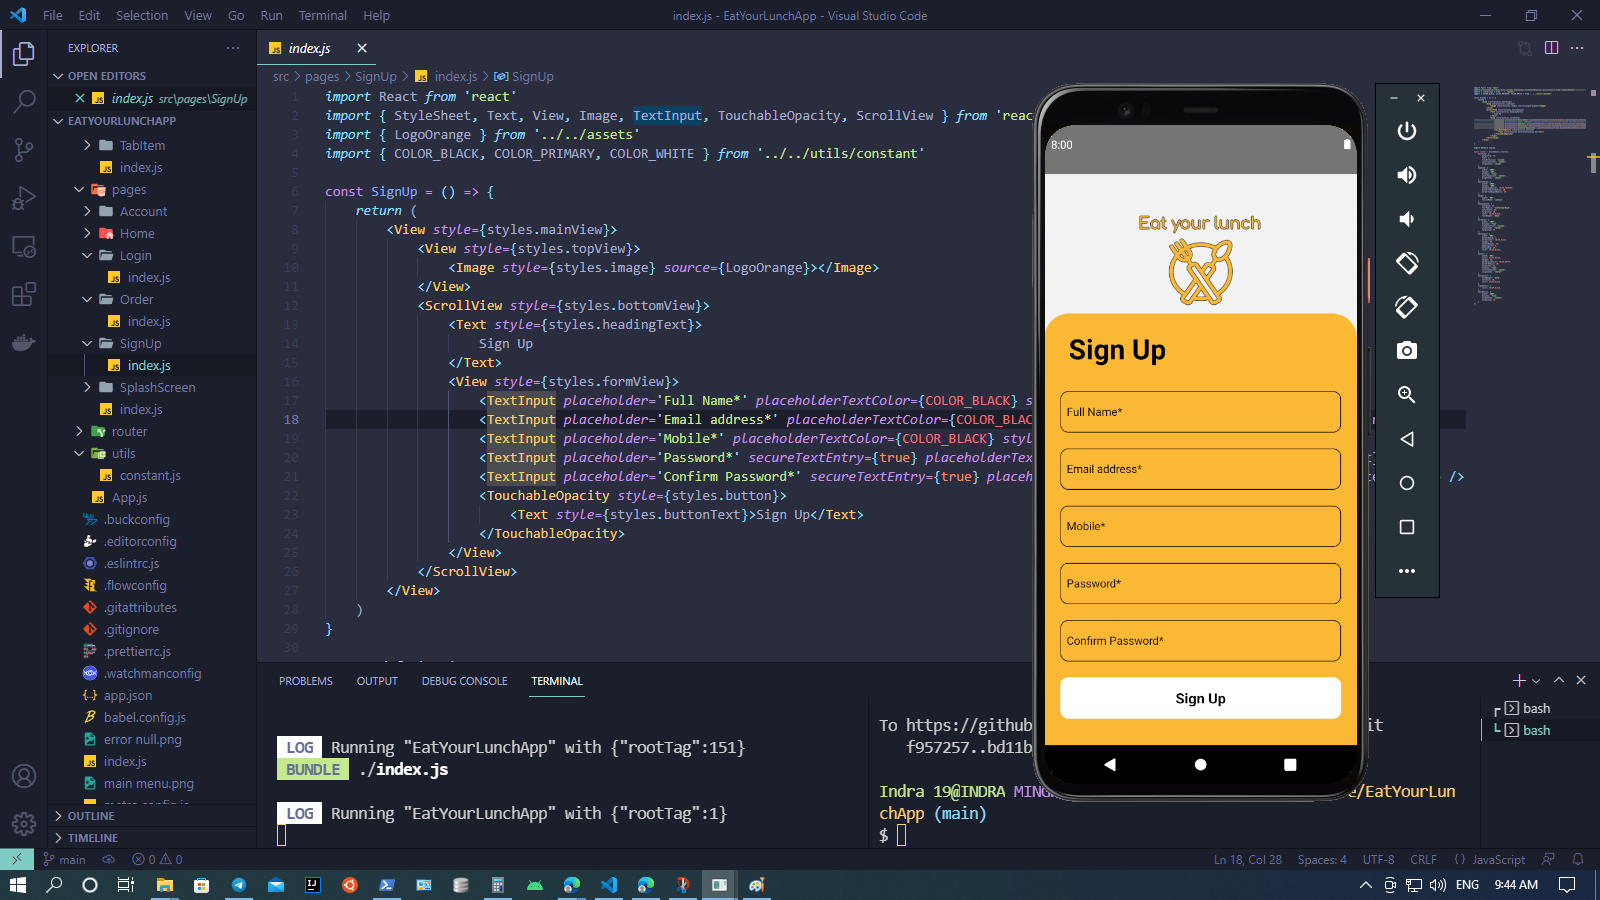 File Edit Selection View Go Run Terminal Help
index.js - EatYourLunchApp - Visual Studio Code
EXPLORER
OPEN EDITORS
index.js src\pages\SignUp
EATYOURLUNCHAPP
TabItem
index.js
pages
Account
Home
Login
index.js
Order
index.js
SignUp
index.js
SplashScreen
index.js
router
utils
constant.js
App.js
.buckconfig
.editorconfig
.eslintrc.js
.flowconfig
.gitattributes
.gitignore
.prettierrc.js
.watchmanconfig
app.json
babel.config.js
error null.png
index.js
main menu.png
OUTLINE
TIMELINE
index.js
src > pages > SignUp > index.js > SignUp
1 import React from 'react'
2 import { StyleSheet, Text, View, Image, TextInput, TouchableOpacity, ScrollView } from 'reac
3 import { LogoOrange } from '../../assets'
4 import { COLOR_BLACK, COLOR_PRIMARY, COLOR_WHITE } from '../../utils/constant'
5
6 const SignUp = () => {
7 return (
8 <View style={styles.mainView}>
9 <View style={styles.topView}>
10 <Image style={styles.image} source={LogoOrange}></Image>
11 </View>
12 <ScrollView style={styles.bottomView}>
13 <Text style={styles.headingText}>
14 Sign Up
15 </Text>
16 <View style={styles.formView}>
17 <TextInput placeholder='Full Name*' placeholderTextColor={COLOR_BLACK} s
18 <TextInput placeholder='Email address*' placeholderTextColor={COLOR_BLAC
19 <TextInput placeholder='Mobile*' placeholderTextColor={COLOR_BLACK} styl
20 <TextInput placeholder='Password*' secureTextEntry={true} placeholderTex
21 <TextInput placeholder='Confirm Password*' secureTextEntry={true} placeh
22 <TouchableOpacity style={styles.button}>
23 <Text style={styles.buttonText}>Sign Up</Text>
24 </TouchableOpacity>
25 </View>
26 </ScrollView>
27 </View>
28 )
29 }
30
/>
8:00
Eat your lunch
Sign Up
Full Name*
Email address*
Mobile*
Password*
Confirm Password*
Sign Up
PROBLEMS OUTPUT DEBUG CONSOLE TERMINAL
LOG Running "EatYourLunchApp" with {"rootTag":151}
BUNDLE ./index.js
LOG Running "EatYourLunchApp" with {"rootTag":1}
To https://github
it
f957257..bd11b
Indra 19@INDRA MING
e/EatYourLun
chApp (main)
$
bash
bash
main 0 0
Ln 18, Col 28 Spaces: 4 UTF-8 CRLF {} JavaScript
ENG 9:44 AM